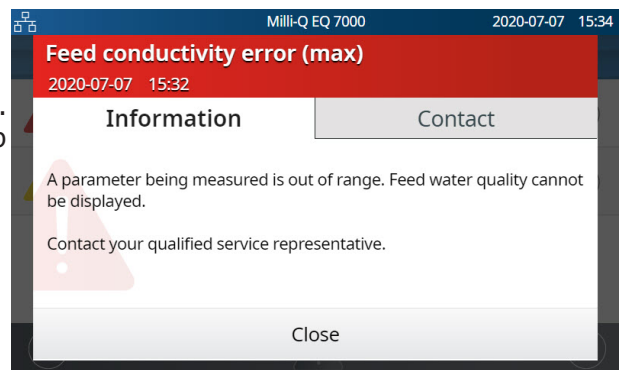 Milli-Q EQ 7000 2020-07-07 15:34
Feed conductivity error (max)
2020-07-07 15:32
Information Contact
A parameter being measured is out of range. Feed water quality cannot
be displayed.
Contact your qualified service representative.
Close